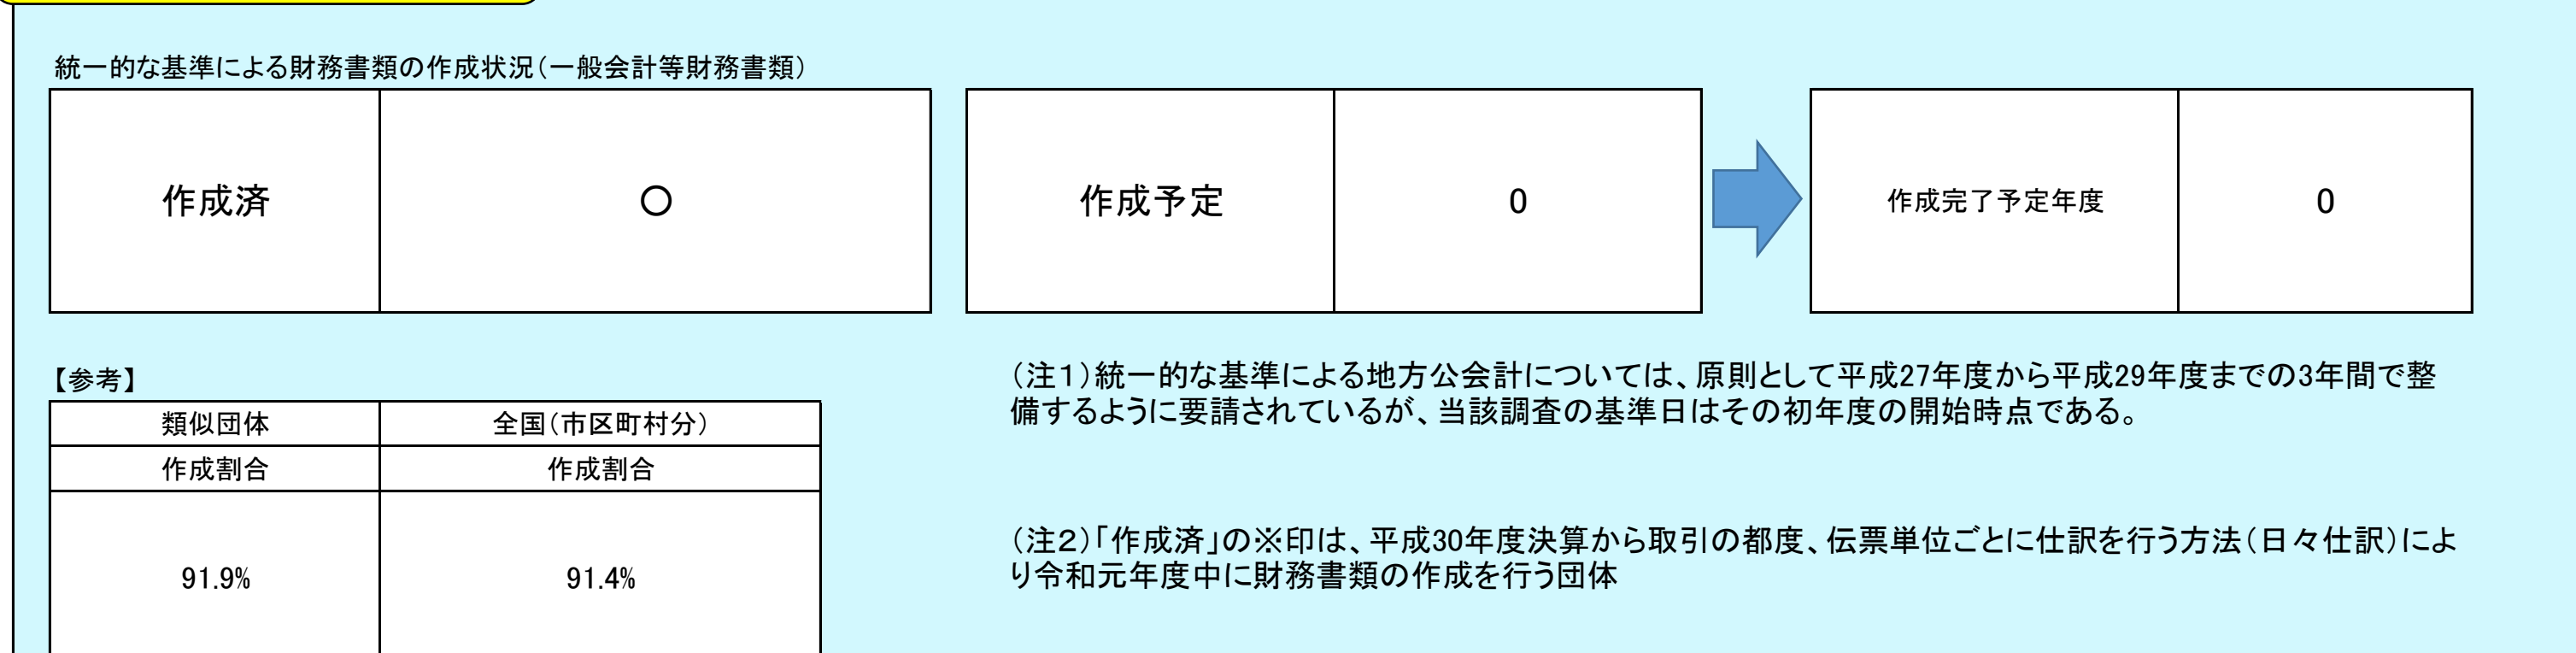 統一的な基準による財務書類の作成状況（一般会計等財務書類）
作成済 〇 作成予定 0 作成完了予定年度 0
【参考】
類似団体 全国（市区町村分）
作成割合 作成割合
91.9% 91.4%
（注１）統一的な基準による地方公会計については、原則として平成27年度から平成29年度までの3年間で整
備するように要請されているが、当該調査の基準日はその初年度の開始時点である。
（注２）「作成済」の※印は、平成30年度決算から取引の都度、伝票単位ごとに仕訳を行う方法（日々仕訳）によ
り令和元年度中に財務書類の作成を行う団体